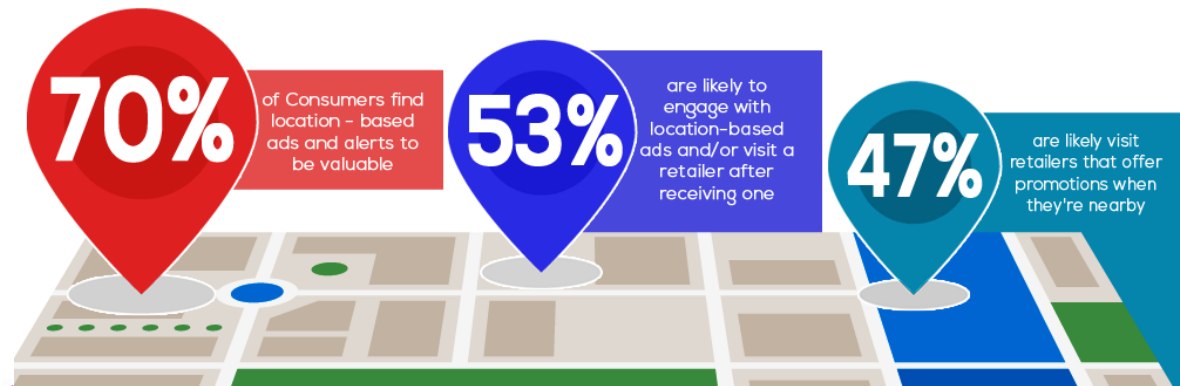 70%
of Consumers find
location - based
ads and alerts to
be valuable
53%
are likely to
engage with
location-based
ads and/or visit a
retailer after
receiving one
47%
are likely visit
retailers that offer
promotions when
they're nearby